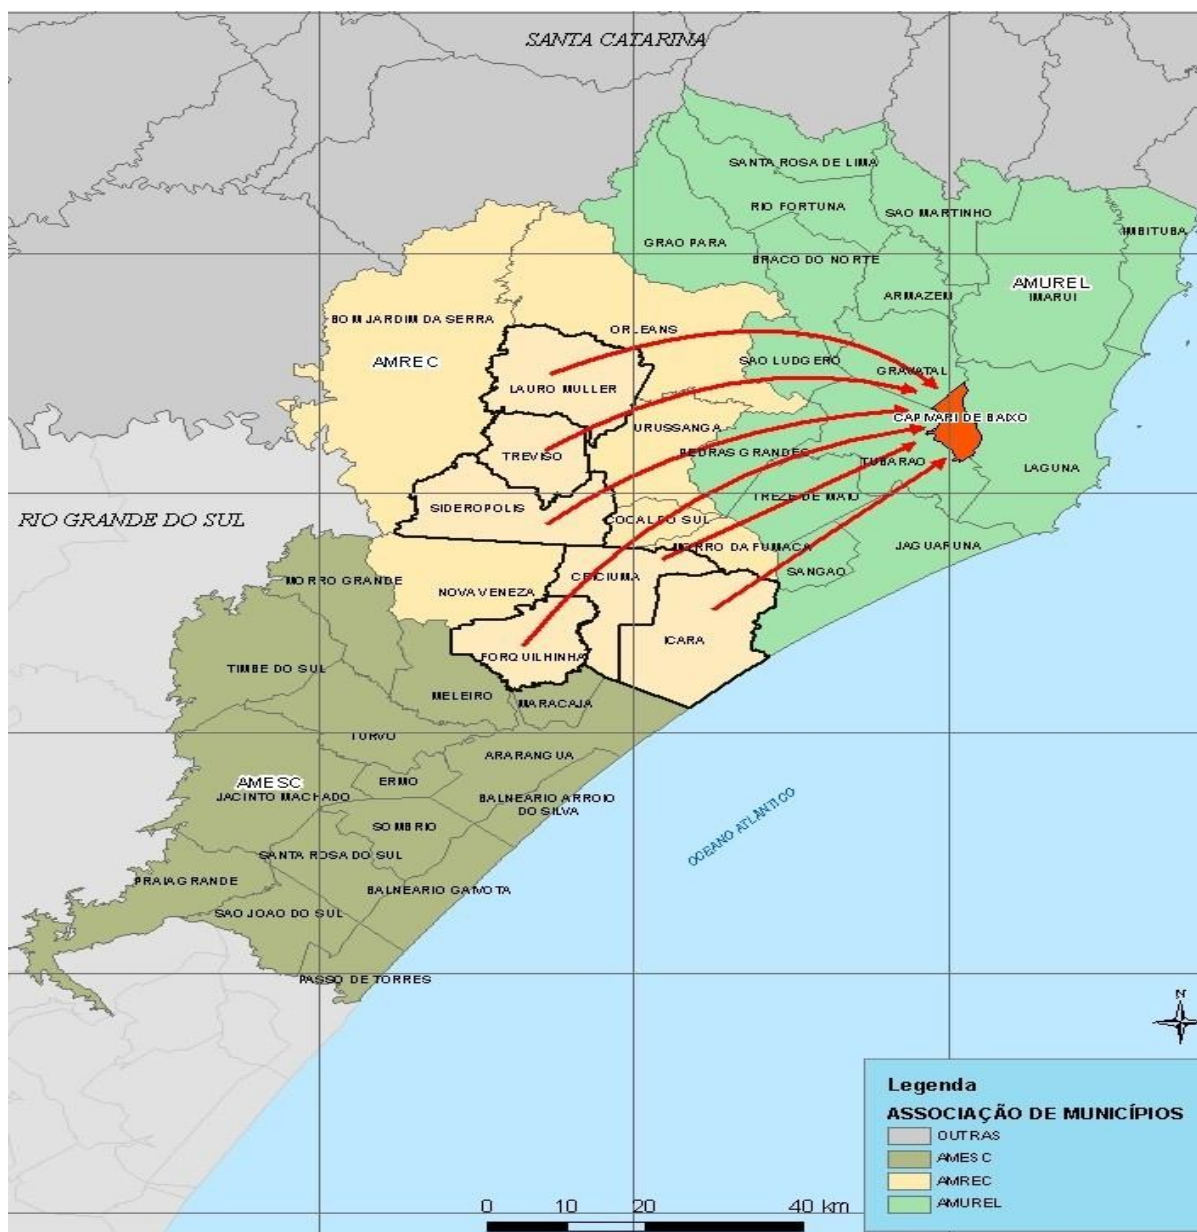 SANTA CATARINA
SANTA ROSA DE LIMA
RIO FORTUNA
SAO MARTINHO
IMBITUBA
GRAO PARA
BRACO DO NORTE
AMUREL
IMARUI
ARMAZEM
BOM JARDIM DA SERRA
ORLEANS
AMREC
SAO LUDGERO
GRAVATAL
LAURO MULLER
CAPIVARI DE BAIXO
URUSSANGA
TREVISO
PEDRAS GRANDES
TUBARAO
LAGUNA
TREZE DE MAIO
SIDEROPOLIS
RIO GRANDE DO SUL
COCAL DO SUL
MORRO DA FUMACA
JAGUARUNA
SANGAO
MORRO GRANDE
CRICIUMA
NOVA VENEZA
ICARA
FORQUILHINHA
TIMBE DO SUL
MELEIRO
MARACAJA
TURVO
ARARANGUA
AMESC
ERMO
JACINTO MACHADO
BALNEARIO ARROIO
DO SILVA
SOMBRIO
OCEANO ATLÂNTICO
SANTA ROSA DO SUL
PRAIA GRANDE
BALNEARIO GAIVOTA
SAO JOAO DO SUL
PASSO DE TORRES
N
Legenda
ASSOCIAÇÃO DE MUNICÍPIOS
OUTRAS
AMESC
AMREC
AMUREL
0 10 20 40 km